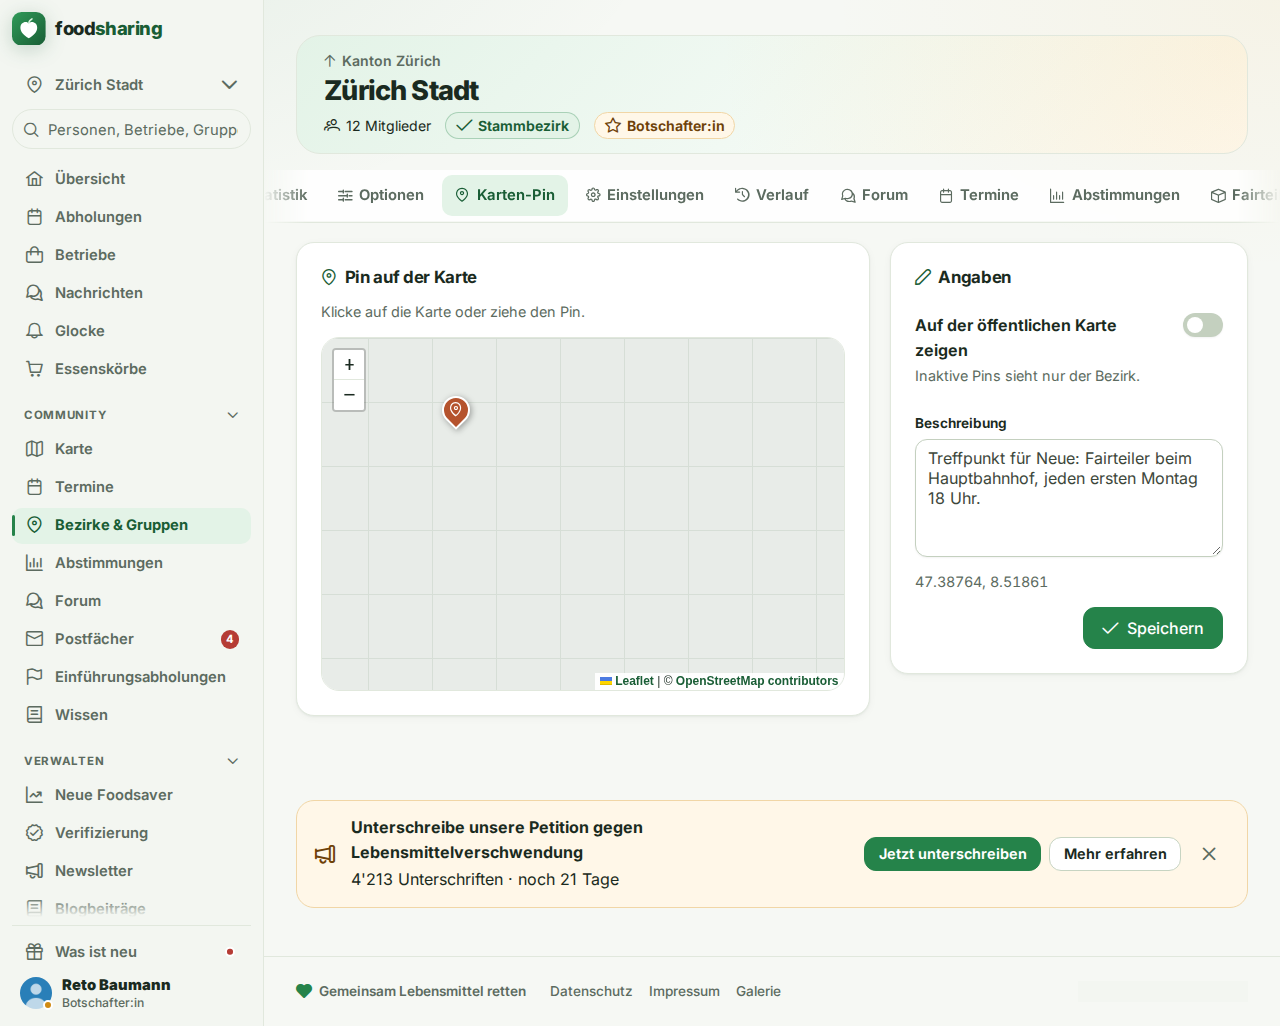 foodsharing
Zürich Stadt
Personen, Betriebe, Grupp
Übersicht
Abholungen
Betriebe
Nachrichten
Glocke
Essenskörbe
COMMUNITY
Karte
Termine
Bezirke & Gruppen
Abstimmungen
Forum
Postfächer 4
Einführungsabholungen
Wissen
VERWALTEN
Neue Foodsaver
Verifizierung
Newsletter
Blogbeiträge
Was ist neu
Reto Baumann
Botschafter:in
Kanton Zürich
Zürich Stadt
12 Mitglieder Stammbezirk Botschafter:in
atistik Optionen Karten-Pin Einstellungen Verlauf Forum Termine Abstimmungen Fairtei
Pin auf der Karte
Klicke auf die Karte oder ziehe den Pin.
+
−
Leaflet | © OpenStreetMap contributors
Angaben
Auf der öffentlichen Karte
zeigen
Inaktive Pins sieht nur der Bezirk.
Beschreibung
Treffpunkt für Neue: Fairteiler beim
Hauptbahnhof, jeden ersten Montag
18 Uhr.
47.38764, 8.51861
Speichern
Unterschreibe unsere Petition gegen
Lebensmittelverschwendung
4'213 Unterschriften · noch 21 Tage
Jetzt unterschreiben Mehr erfahren
Gemeinsam Lebensmittel retten Datenschutz Impressum Galerie